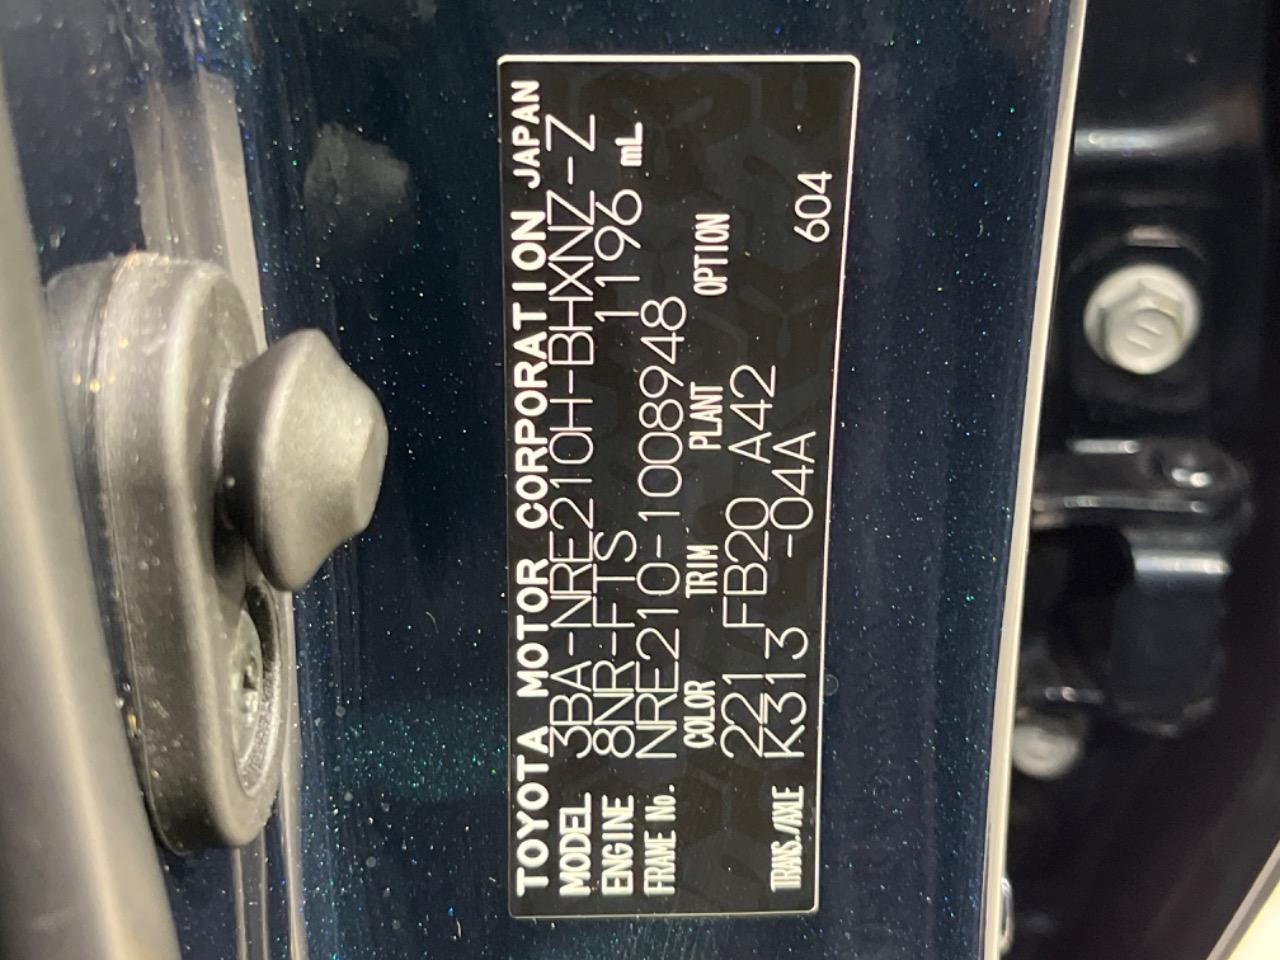 TOYOTA MOTOR CORPORATION JAPAN
MODEL 3BA-NRE210H-BHXNZ-Z
ENGINE 8NR-FTS 1196 mL
FRAME No. NRE210-1008948
COLOR TRIM PLANT OPTION
221 FB20 A42
TRANS./AXLE K313 -04A 604